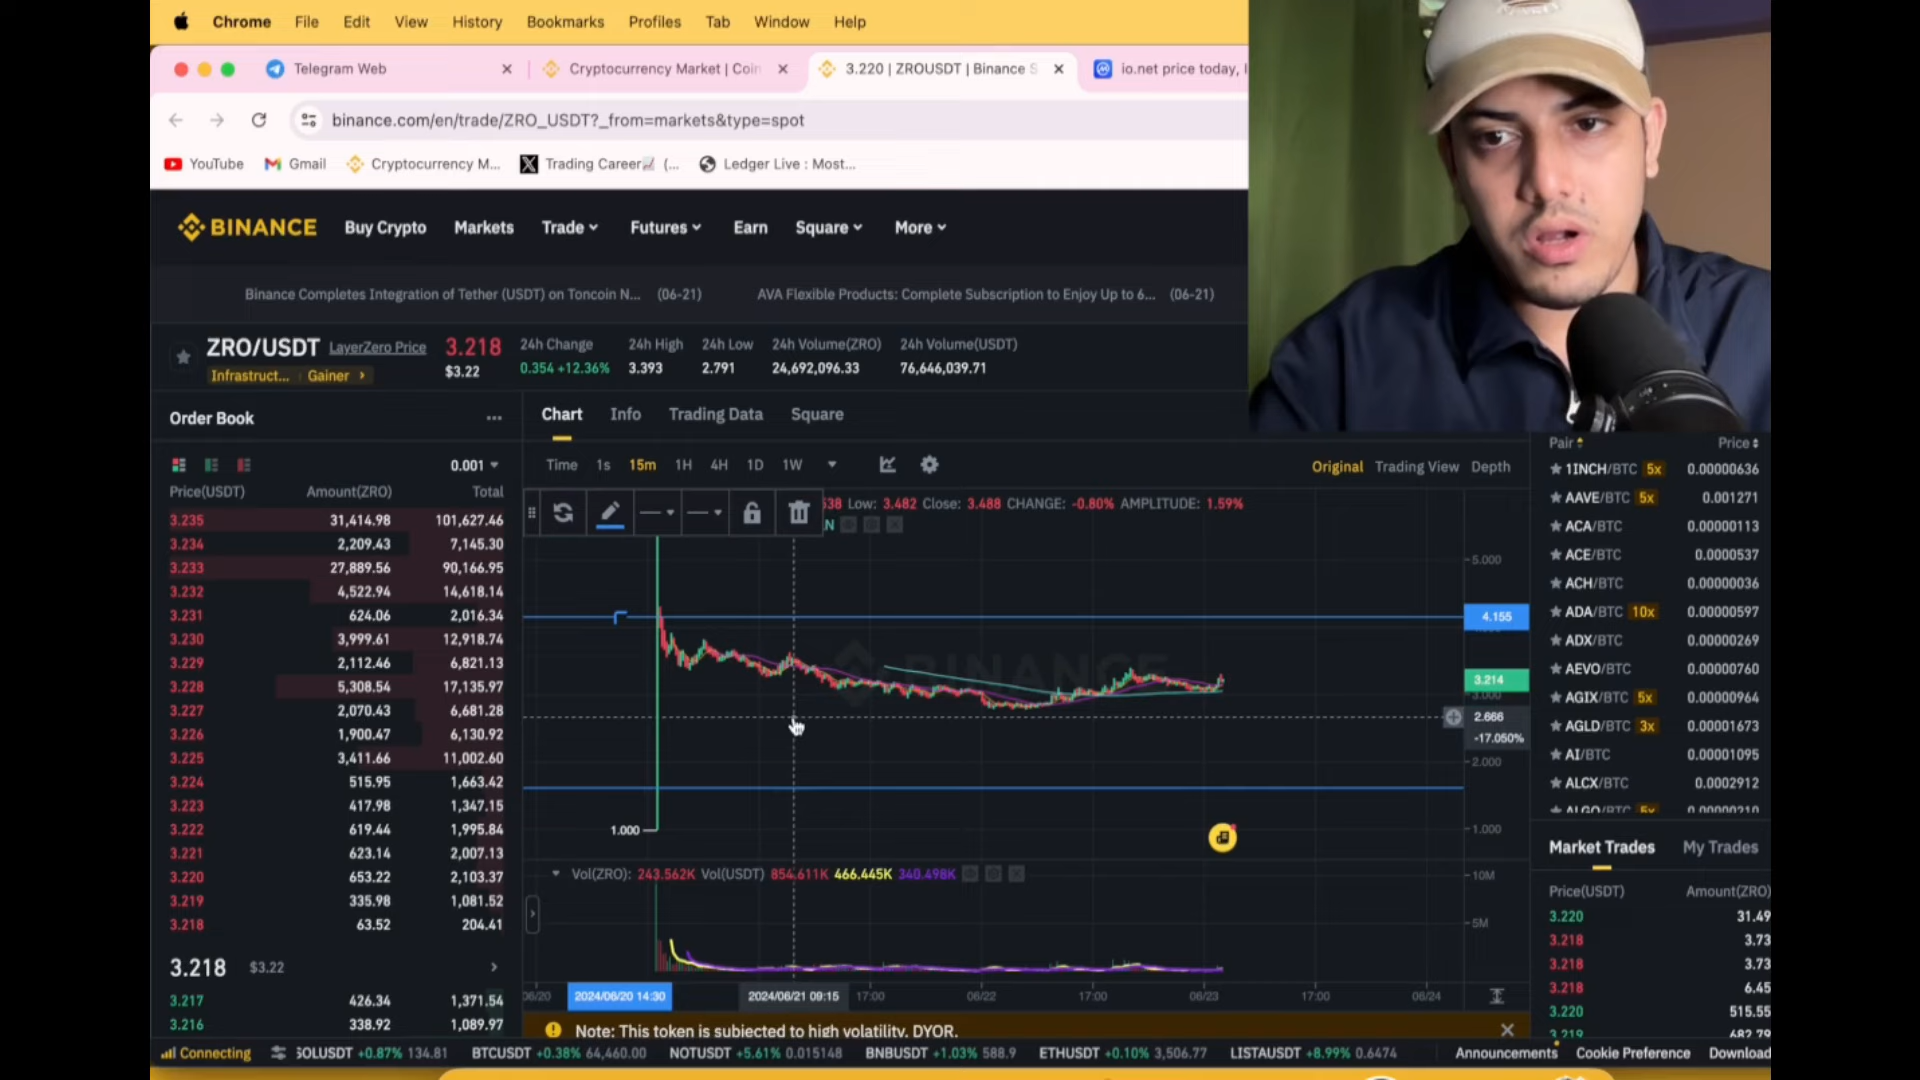 Chrome File Edit View History Bookmarks Profiles Tab Window Help
Telegram Web
Cryptocurrency Market | Coin
3.220 | ZROUSDT | Binance S
io.net price today, I
binance.com/en/trade/ZRO_USDT?_from=markets&type=spot
YouTube Gmail Cryptocurrency M... Trading Career📈 (... Ledger Live : Most...
BINANCE Buy Crypto Markets Trade Futures Earn Square More
Binance Completes Integration of Tether (USDT) on Toncoin N... (06-21) AVA Flexible Products: Complete Subscription to Enjoy Up to 6... (06-21)
ZRO/USDT LayerZero Price 3.218 24h Change 24h High 24h Low 24h Volume(ZRO) 24h Volume(USDT)
Infrastruct... Gainer $3.22 0.354 +12.36% 3.393 2.791 24,692,096.33 76,646,039.71
Order Book ...
0.001
Price(USDT) Amount(ZRO) Total
3.235 31,414.98 101,627.46
3.234 2,209.43 7,145.30
3.233 27,889.56 90,166.95
3.232 4,522.94 14,618.14
3.231 624.06 2,016.34
3.230 3,999.61 12,918.74
3.229 2,112.46 6,821.13
3.228 5,308.54 17,135.97
3.227 2,070.43 6,681.28
3.226 1,900.47 6,130.92
3.225 3,411.66 11,002.60
3.224 515.95 1,663.42
3.223 417.98 1,347.15
3.222 619.44 1,995.84
3.221 623.14 2,007.13
3.220 653.22 2,103.37
3.219 335.98 1,081.52
3.218 63.52 204.41
3.218 $3.22
3.217 426.34 1,371.54
3.216 338.92 1,089.97
Chart Info Trading Data Square
Time 1s 15m 1H 4H 1D 1W Original Trading View Depth
538 Low: 3.482 Close: 3.488 CHANGE: -0.80% AMPLITUDE: 1.59%
BINANCE
5.000
4.155
3.214
3.000
2.666
-17.050%
2.000
1.000
1.000
Vol(ZRO): 243.562K Vol(USDT) 854.611K 466.445K 340.498K
10M
5M
06/20 2024/06/20 14:30 2024/06/21 09:15 17:00 06/22 17:00 06/23 17:00 06/24
Note: This token is subjected to high volatility. DYOR.
Pair Price
1INCH/BTC 5x 0.00000636
AAVE/BTC 5x 0.001271
ACA/BTC 0.00000113
ACE/BTC 0.0000537
ACH/BTC 0.00000036
ADA/BTC 10x 0.00000597
ADX/BTC 0.00000269
AEVO/BTC 0.00000760
AGIX/BTC 5x 0.00000964
AGLD/BTC 3x 0.00001673
AI/BTC 0.00001095
ALCX/BTC 0.0002912
ALGO/BTC 5x 0.00000210
Market Trades My Trades
Price(USDT) Amount(ZRO)
3.220 31.49
3.218 3.73
3.218 3.73
3.218 6.45
3.220 515.55
3.219 682.79
Connecting SOLUSDT +0.87% 134.81 BTCUSDT +0.38% 64,460.00 NOTUSDT +5.61% 0.015148 BNBUSDT +1.03% 588.9 ETHUSDT +0.10% 3,506.77 LISTAUSDT +8.99% 0.6474 Announcements Cookie Preference Download